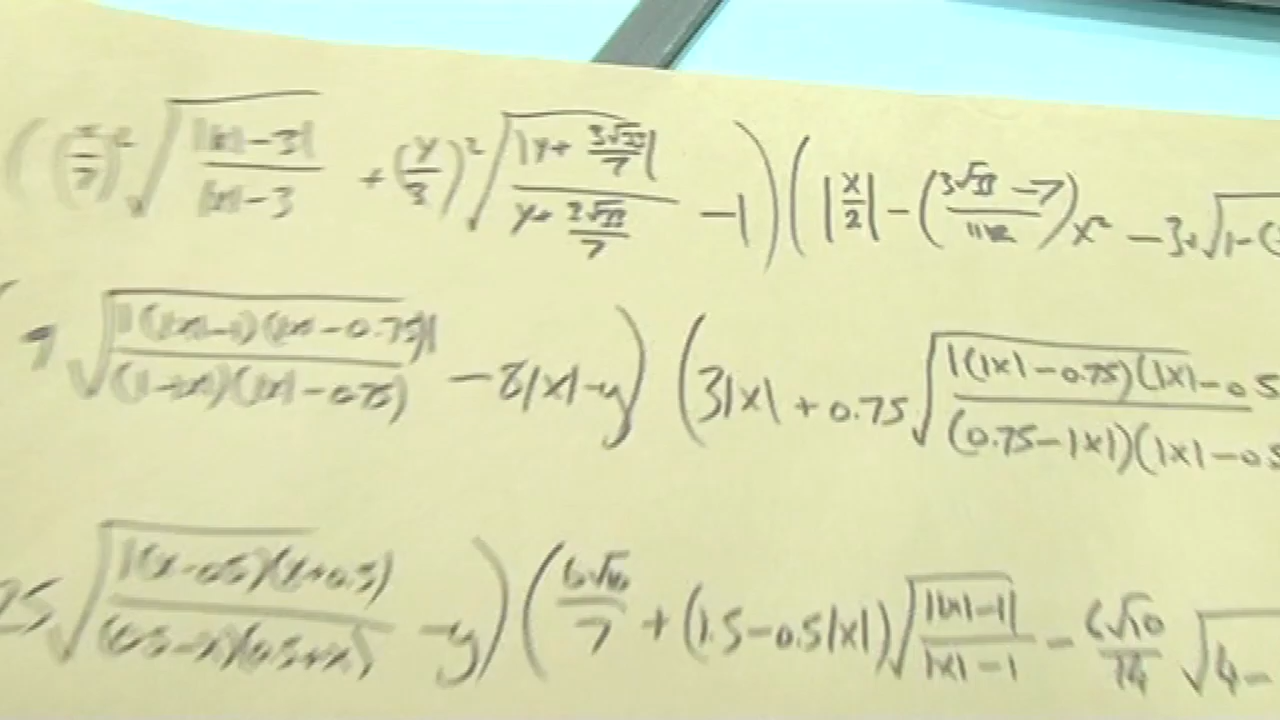 ((x/7)²√(||x|-3|/(|x|-3)) + (y/3)²√(|y+3√33/7|/(y+3√33/7)) -1)(|x/2| - ((3√33 -7)/112)x² - 3+√(1-(
9√(|(|x|-1)(|x|-0.75)|/((1-|x|)(|x|-0.75))) - 8|x|-y)(3|x| + 0.75√(|(|x|-0.75)(|x|-0.5/((0.75-|x|)(|x|-0.5
25√(|(x-0.5)(x+0.5)/((0.5-x)(0.5+x))) -y)(6√10/7 + (1.5-0.5|x|)√(||x|-1|/(|x|-1)) - 6√10/14 √(4-